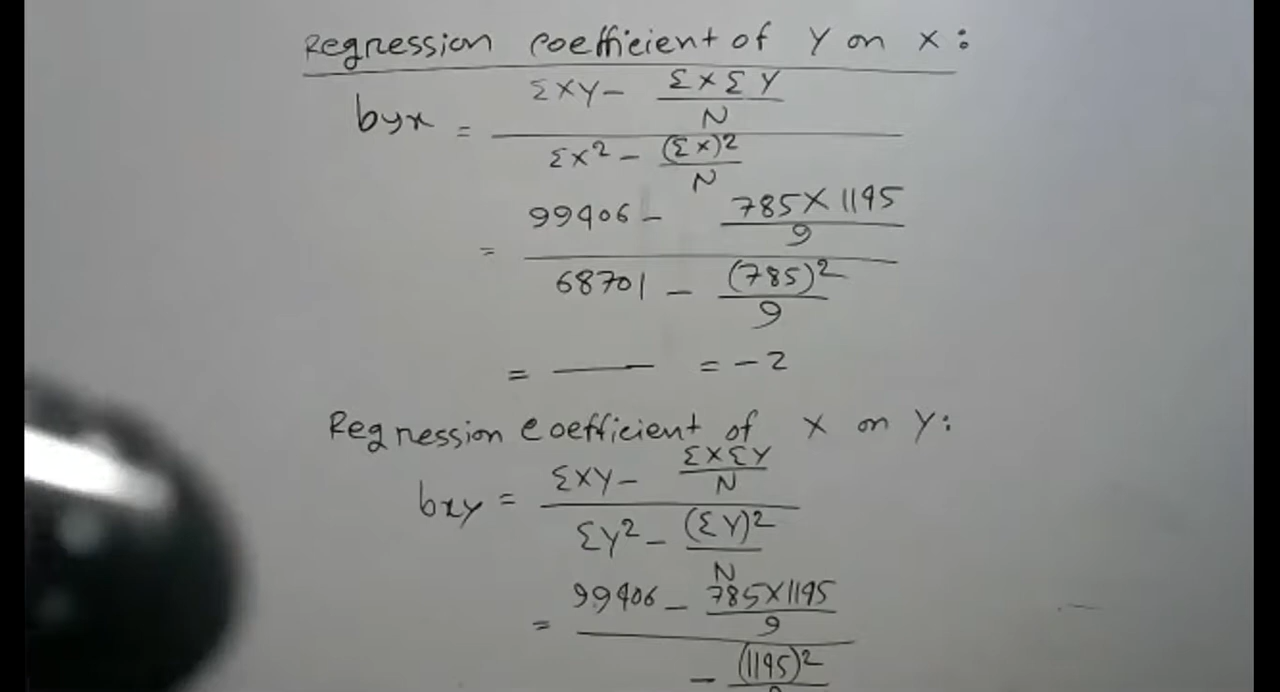 Regression coefficient of Y on X:
byx = (ΣXY - (ΣXΣY)/N) / (ΣX² - (Σx)²/N)
= (99406 - (785×1195)/9) / (68701 - (785)²/9)
= —— = -2
Regression coefficient of X on Y:
bxy = (ΣXY - (ΣXΣY)/N) / (ΣY² - (ΣY)²/N)
= (99406 - (785×1195)/9) / ( - (1195)²/